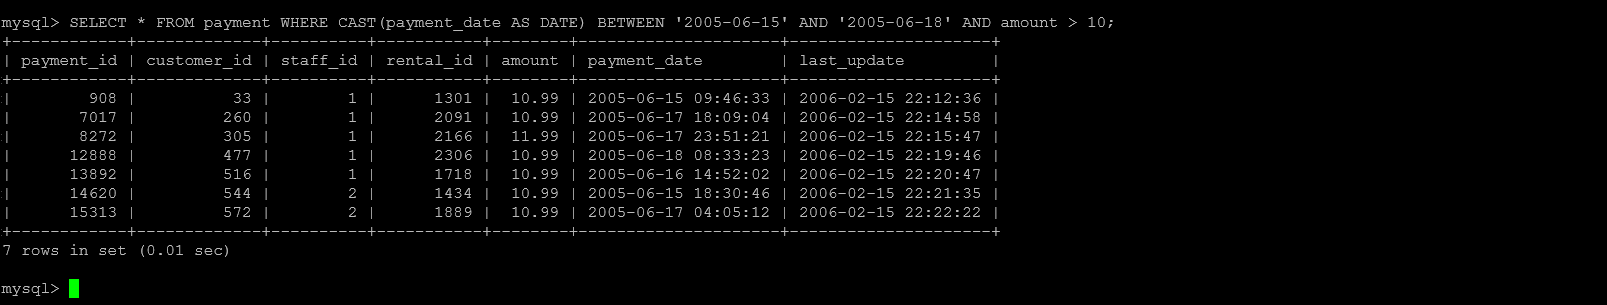 mysql> SELECT * FROM payment WHERE CAST(payment_date AS DATE) BETWEEN '2005-06-15' AND '2005-06-18' AND amount > 10;
+------------+-------------+----------+-----------+--------+---------------------+---------------------+
| payment_id | customer_id | staff_id | rental_id | amount | payment_date        | last_update         |
+------------+-------------+----------+-----------+--------+---------------------+---------------------+
|        908 |          33 |        1 |      1301 |  10.99 | 2005-06-15 09:46:33 | 2006-02-15 22:12:36 |
|       7017 |         260 |        1 |      2091 |  10.99 | 2005-06-17 18:09:04 | 2006-02-15 22:14:58 |
|       8272 |         305 |        1 |      2166 |  11.99 | 2005-06-17 23:51:21 | 2006-02-15 22:15:47 |
|      12888 |         477 |        1 |      2306 |  10.99 | 2005-06-18 08:33:23 | 2006-02-15 22:19:46 |
|      13892 |         516 |        1 |      1718 |  10.99 | 2005-06-16 14:52:02 | 2006-02-15 22:20:47 |
|      14620 |         544 |        2 |      1434 |  10.99 | 2005-06-15 18:30:46 | 2006-02-15 22:21:35 |
|      15313 |         572 |        2 |      1889 |  10.99 | 2005-06-17 04:05:12 | 2006-02-15 22:22:22 |
+------------+-------------+----------+-----------+--------+---------------------+---------------------+
7 rows in set (0.01 sec)
mysql>